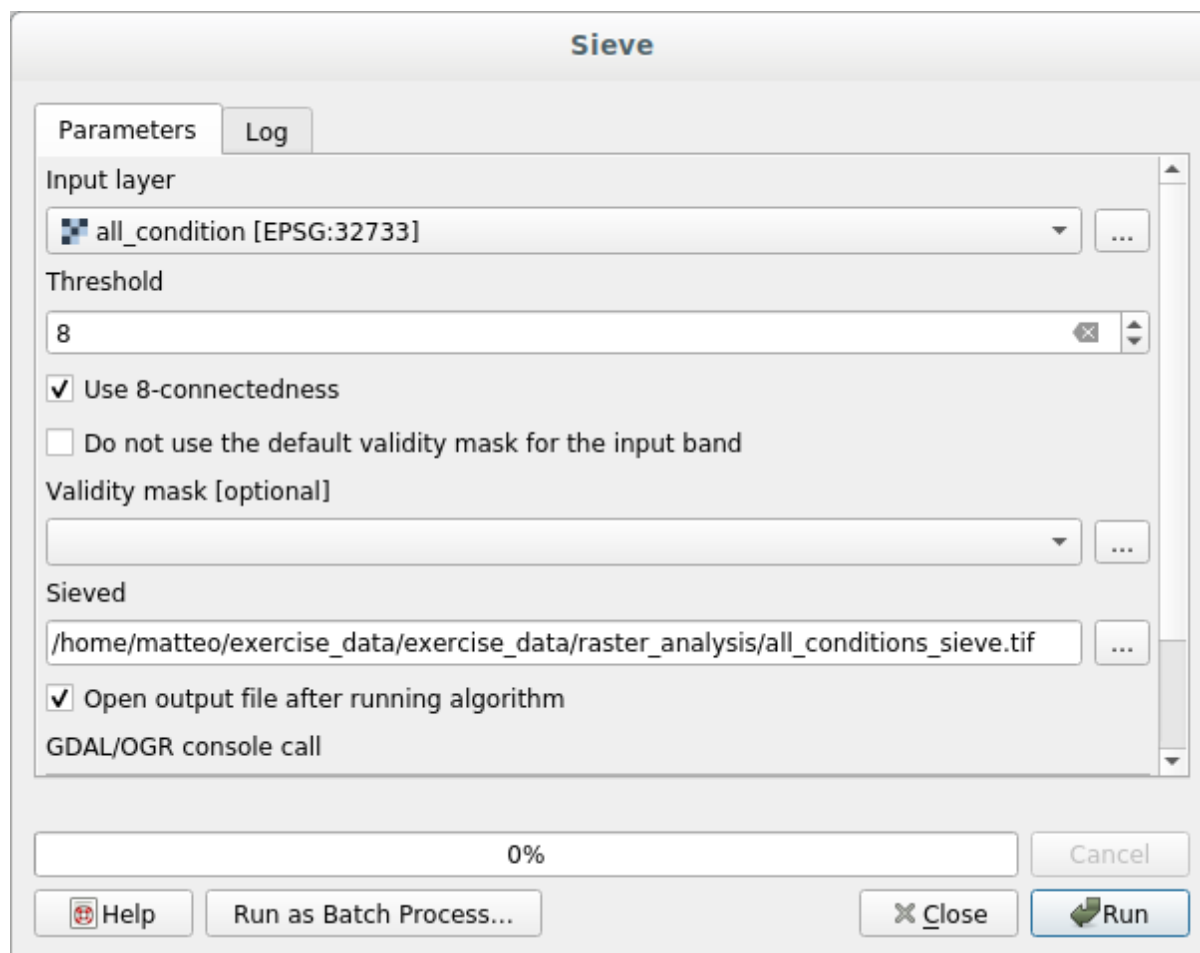 Sieve
Parameters
Log
Input layer
all_condition [EPSG:32733]
...
Threshold
8
Use 8-connectedness
Do not use the default validity mask for the input band
Validity mask [optional]
...
Sieved
/home/matteo/exercise_data/exercise_data/raster_analysis/all_conditions_sieve.tif
...
Open output file after running algorithm
GDAL/OGR console call
0%
Cancel
Help
Run as Batch Process...
Close
Run